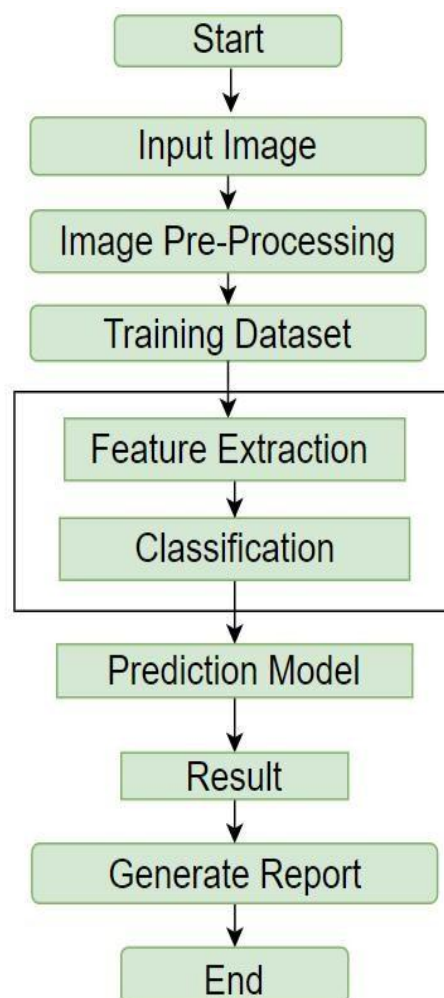 Start
Input Image
Image Pre-Processing
Training Dataset
Feature Extraction
Classification
Prediction Model
Result
Generate Report
End